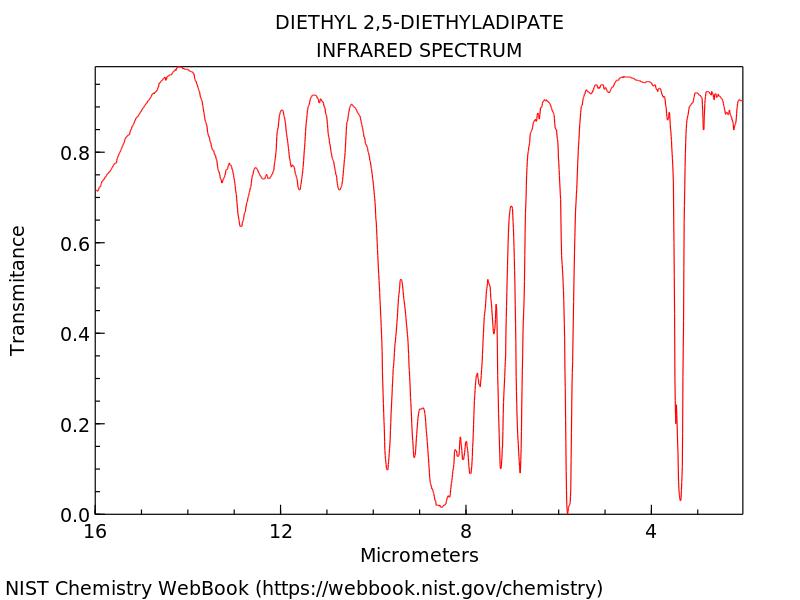 DIETHYL 2,5-DIETHYLADIPATE
INFRARED SPECTRUM
Transmitance
0.8
0.6
0.4
0.2
0.0
16 12 8 4
Micrometers
NIST Chemistry WebBook (https://webbook.nist.gov/chemistry)